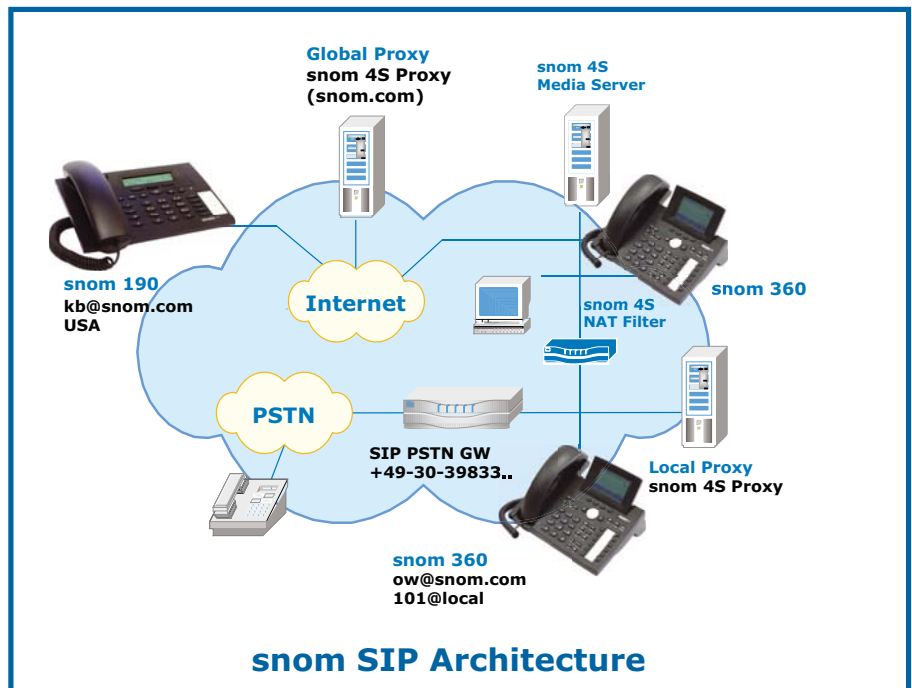 Global Proxy
snom 4S Proxy
(snom.com)
snom 4S
Media Server
snom 190
kb@snom.com
USA
Internet
snom 360
snom 4S
NAT Filter
PSTN
SIP PSTN GW
+49-30-39833..
Local Proxy
snom 4S Proxy
snom 360
ow@snom.com
101@local
snom SIP Architecture